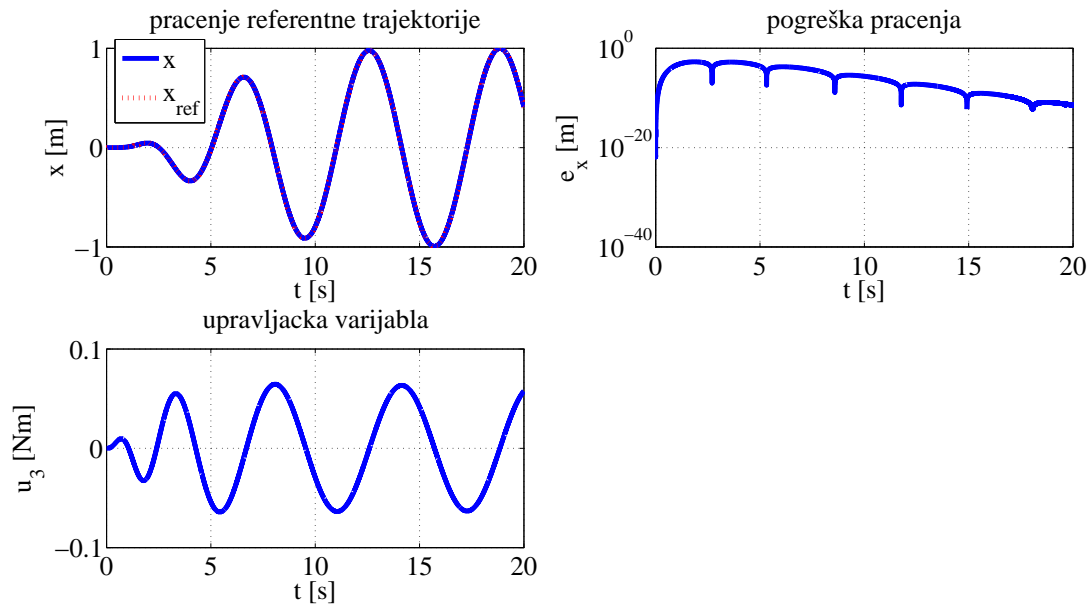 pracenje referentne trajektorije
x [m]
1
0
−1
x
x_ref
0 5 10 15 20
t [s]
pogreška pracenja
e_x [m]
10^0
10^−20
10^−40
0 5 10 15 20
t [s]
upravljacka varijabla
u_3 [Nm]
0.1
0
−0.1
0 5 10 15 20
t [s]